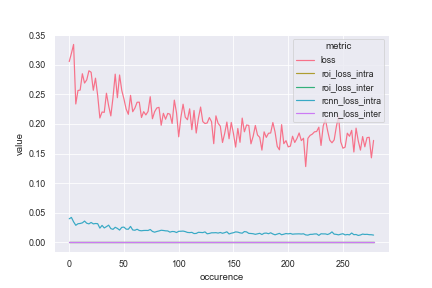 0.35
0.30
0.25
0.20
0.15
0.10
0.05
0.00
value
0
50
100
150
200
250
occurence
metric
loss
roi_loss_intra
roi_loss_inter
rcnn_loss_intra
rcnn_loss_inter